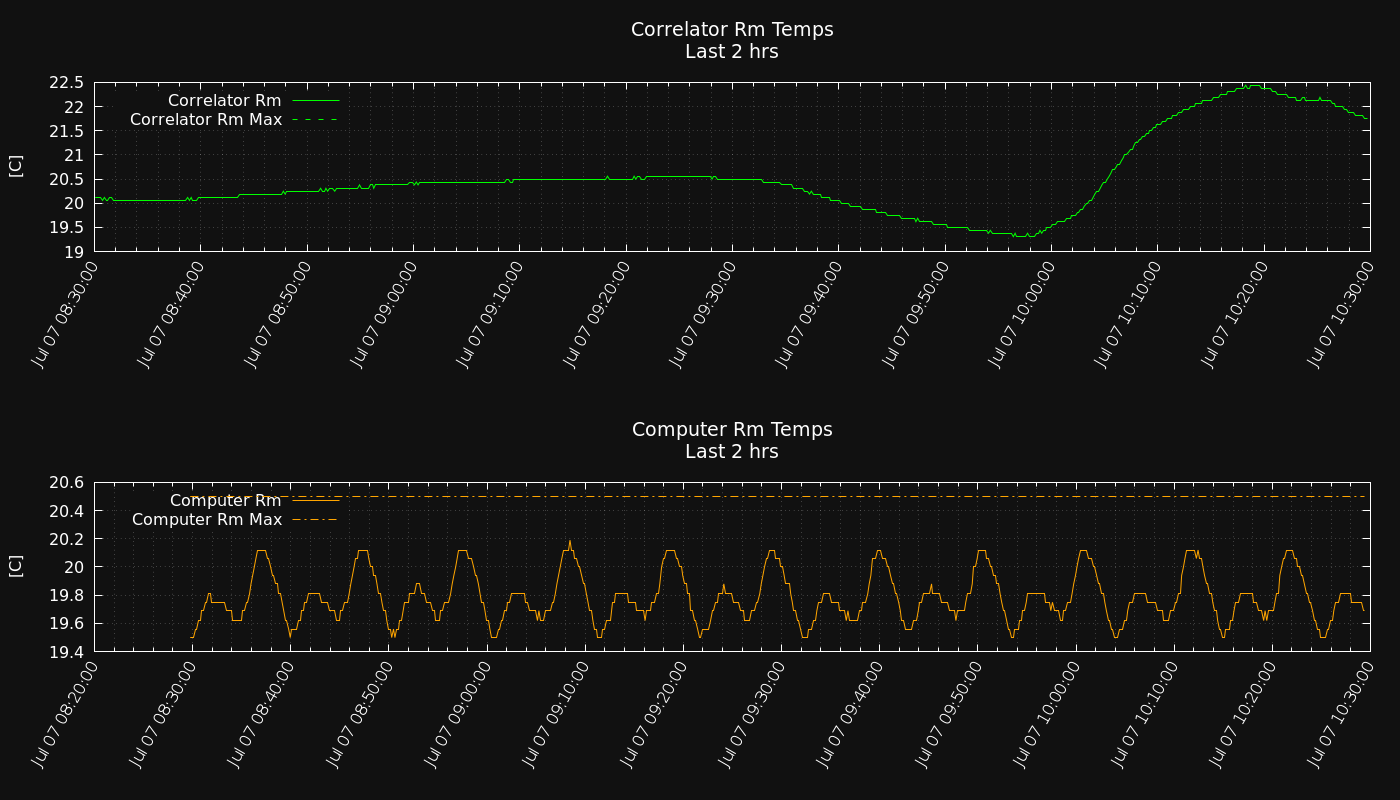 Correlator Rm Temps
Last 2 hrs
Correlator Rm
Correlator Rm Max
[C]
22.5
22
21.5
21
20.5
20
19.5
19
Jul 07 08:30:00
Jul 07 08:40:00
Jul 07 08:50:00
Jul 07 09:00:00
Jul 07 09:10:00
Jul 07 09:20:00
Jul 07 09:30:00
Jul 07 09:40:00
Jul 07 09:50:00
Jul 07 10:00:00
Jul 07 10:10:00
Jul 07 10:20:00
Jul 07 10:30:00
Computer Rm Temps
Last 2 hrs
Computer Rm
Computer Rm Max
[C]
20.6
20.4
20.2
20
19.8
19.6
19.4
Jul 07 08:20:00
Jul 07 08:30:00
Jul 07 08:40:00
Jul 07 08:50:00
Jul 07 09:00:00
Jul 07 09:10:00
Jul 07 09:20:00
Jul 07 09:30:00
Jul 07 09:40:00
Jul 07 09:50:00
Jul 07 10:00:00
Jul 07 10:10:00
Jul 07 10:20:00
Jul 07 10:30:00